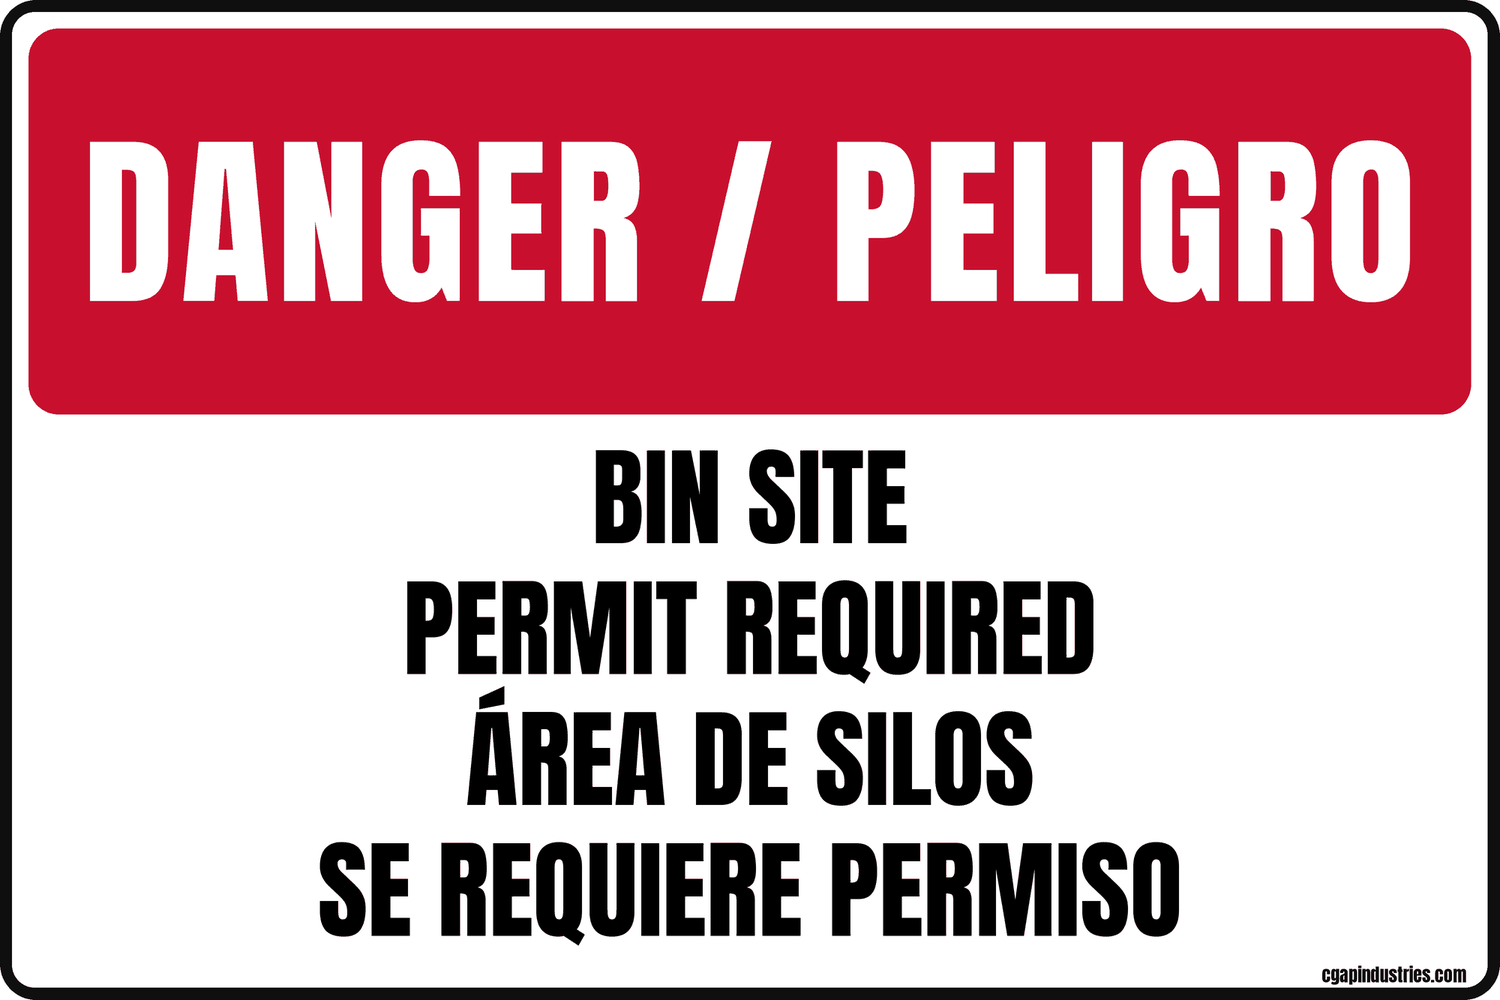 DANGER / PELIGRO
BIN SITE
PERMIT REQUIRED
ÁREA DE SILOS
SE REQUIERE PERMISO
cgapindustries.com